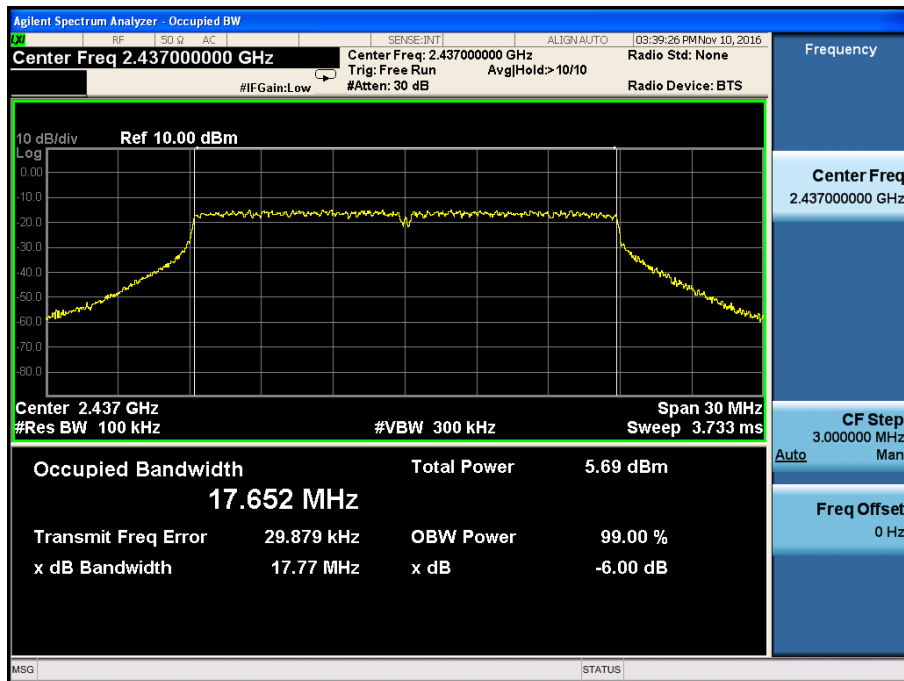 Agilent Spectrum Analyzer - Occupied BW
LXI RF 50 Ω AC SENSE:INT ALIGN AUTO 03:39:26 PM Nov 10, 2016
Center Freq 2.437000000 GHz
Center Freq: 2.437000000 GHz
Radio Std: None
Trig: Free Run Avg|Hold:>10/10
#IFGain:Low
#Atten: 30 dB
Radio Device: BTS
10 dB/div Ref 10.00 dBm
Log
0.00
-10.0
-20.0
-30.0
-40.0
-50.0
-60.0
-70.0
-80.0
Center 2.437 GHz Span 30 MHz
#Res BW 100 kHz #VBW 300 kHz Sweep 3.733 ms
Occupied Bandwidth Total Power 5.69 dBm
17.652 MHz
Transmit Freq Error 29.879 kHz OBW Power 99.00 %
x dB Bandwidth 17.77 MHz x dB -6.00 dB
Frequency
Center Freq
2.437000000 GHz
CF Step
3.000000 MHz
Auto Man
Freq Offset
0 Hz
MSG STATUS